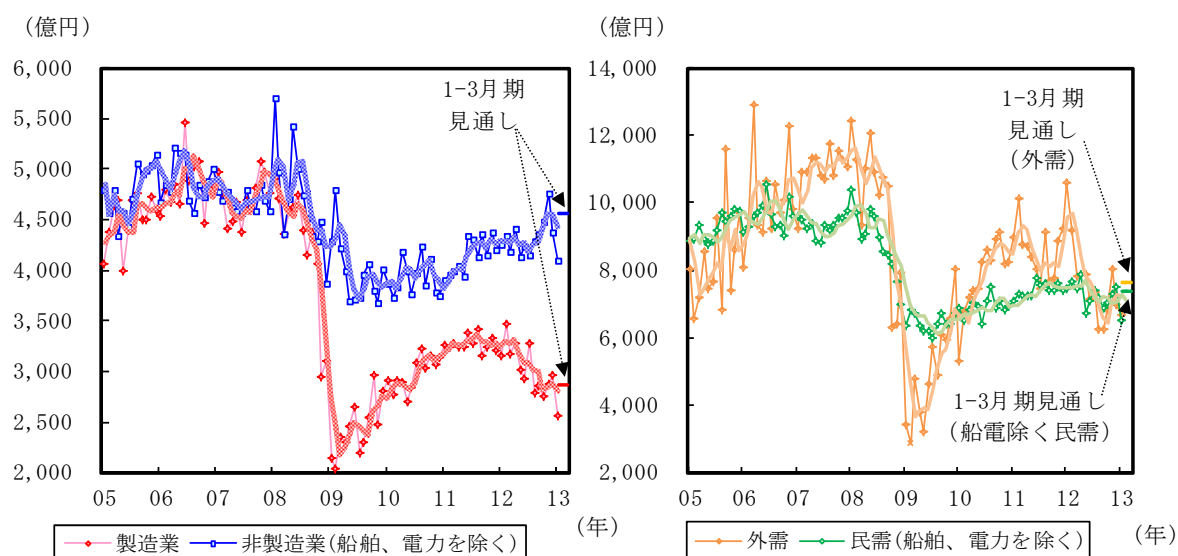 (億円)
6,000
5,500
5,000
4,500
4,000
3,500
3,000
2,500
2,000
05 06 07 08 09 10 11 12 13
(年)
1-3月期
見通し
製造業 非製造業(船舶、電力を除く)
(億円)
14,000
12,000
10,000
8,000
6,000
4,000
2,000
05 06 07 08 09 10 11 12 13
(年)
1-3月期
見通し
(外需)
1-3月期見通し
(船電除く民需)
外需 民需(船舶、電力を除く)